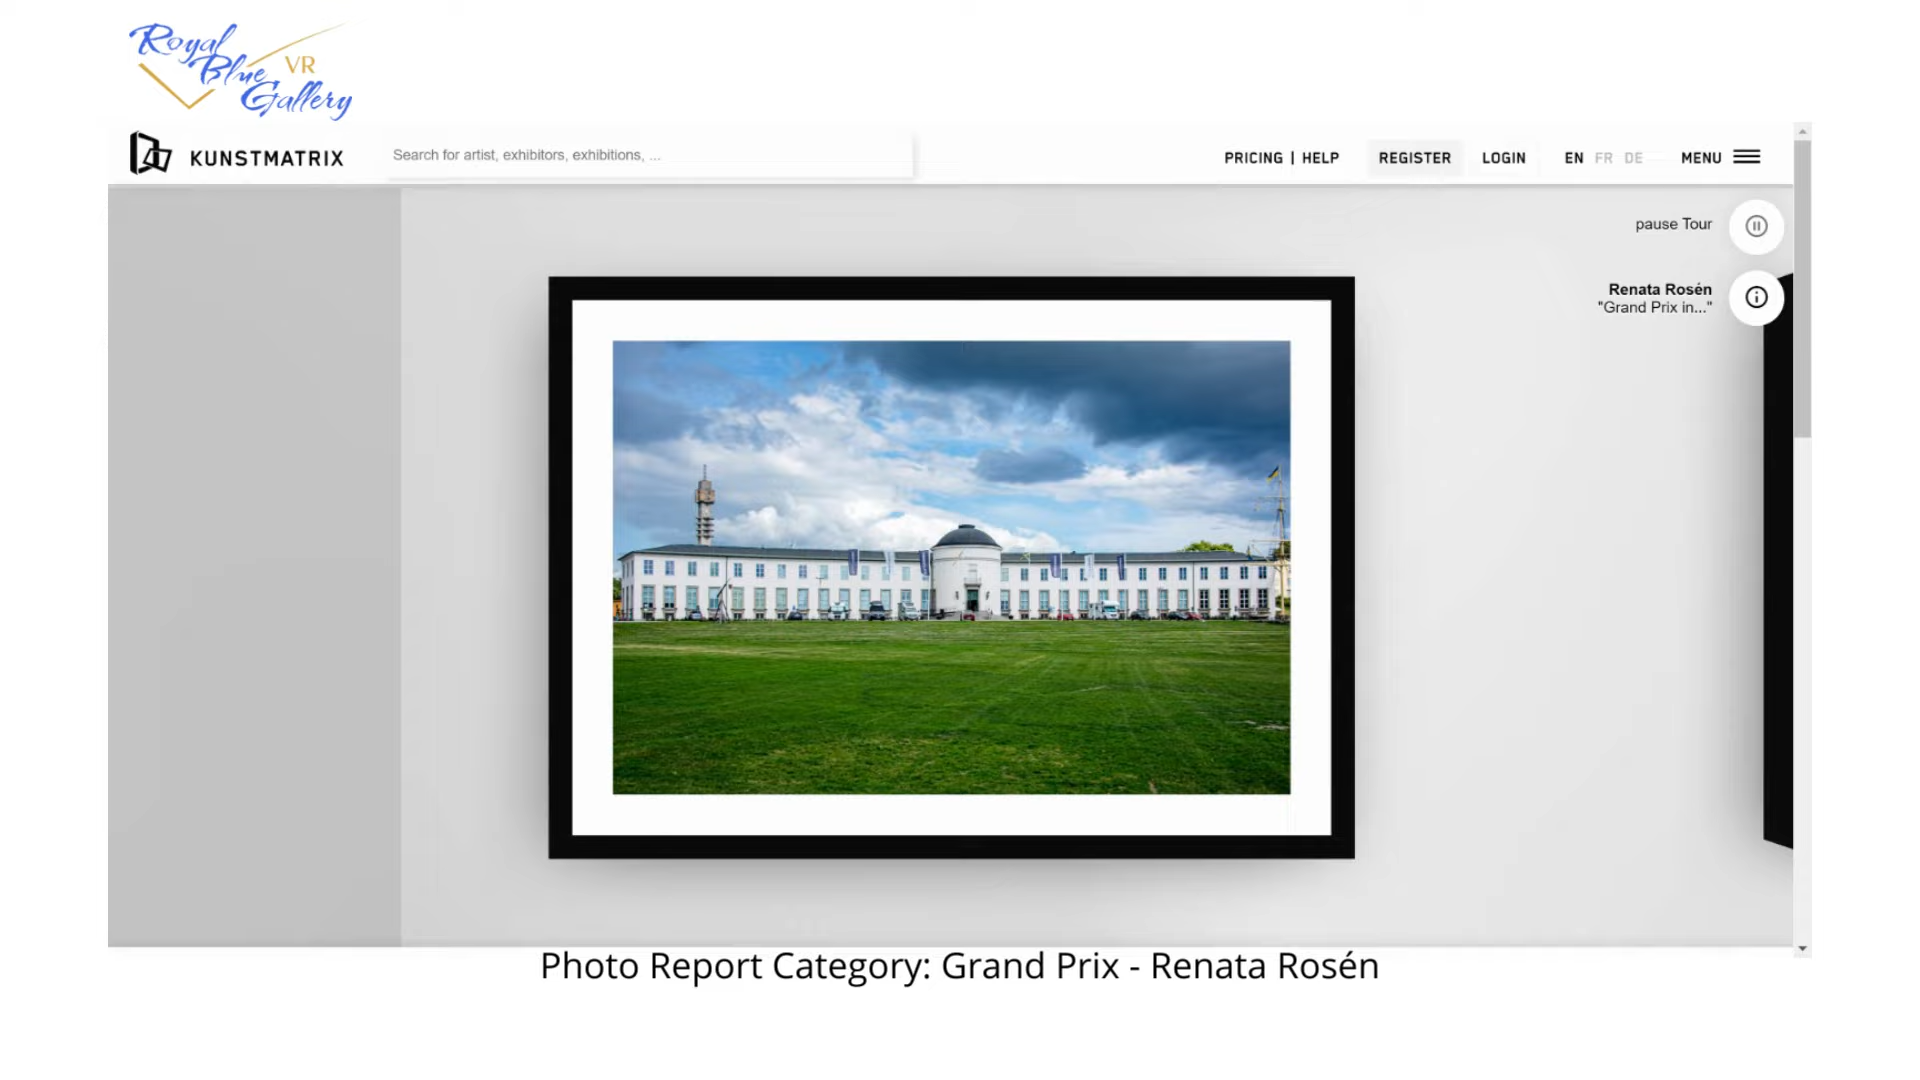 Royal
Blue VR
Gallery
KUNSTMATRIX
Search for artist, exhibitors, exhibitions, ...
PRICING | HELP
REGISTER
LOGIN
EN FR DE
MENU
pause Tour
Renata Rosén
"Grand Prix in..."
Photo Report Category: Grand Prix - Renata Rosén